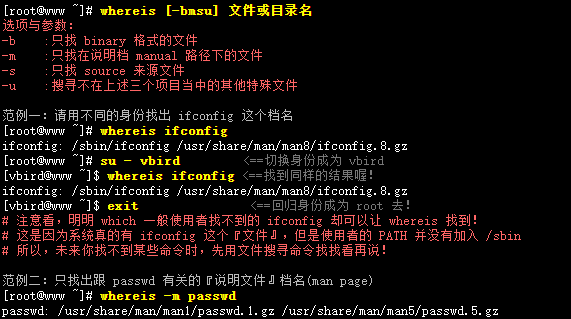 [root@www ~]# whereis [-bmsu] 文件或目录名
选项与参数:
-b    :只找 binary 格式的文件
-m    :只找在说明档 manual 路径下的文件
-s    :只找 source 来源文件
-u    :搜寻不在上述三个项目当中的其他特殊文件
范例一：请用不同的身份找出 ifconfig 这个档名
[root@www ~]# whereis ifconfig
ifconfig: /sbin/ifconfig /usr/share/man/man8/ifconfig.8.gz
[root@www ~]# su - vbird         <==切换身份成为 vbird
[vbird@www ~]$ whereis ifconfig <==找到同样的结果喔!
ifconfig: /sbin/ifconfig /usr/share/man/man8/ifconfig.8.gz
[vbird@www ~]$ exit              <==回归身份成为 root 去!
# 注意看，明明 which 一般使用者找不到的 ifconfig 却可以让 whereis 找到!
# 这是因为系统真的有 ifconfig 这个『文件』，但是使用者的 PATH 并没有加入 /sbin
# 所以，未来你找不到某些命令时，先用文件搜寻命令找找看再说!
范例二：只找出跟 passwd 有关的『说明文件』档名(man page)
[root@www ~]# whereis -m passwd
passwd: /usr/share/man/man1/passwd.1.gz /usr/share/man/man5/passwd.5.gz